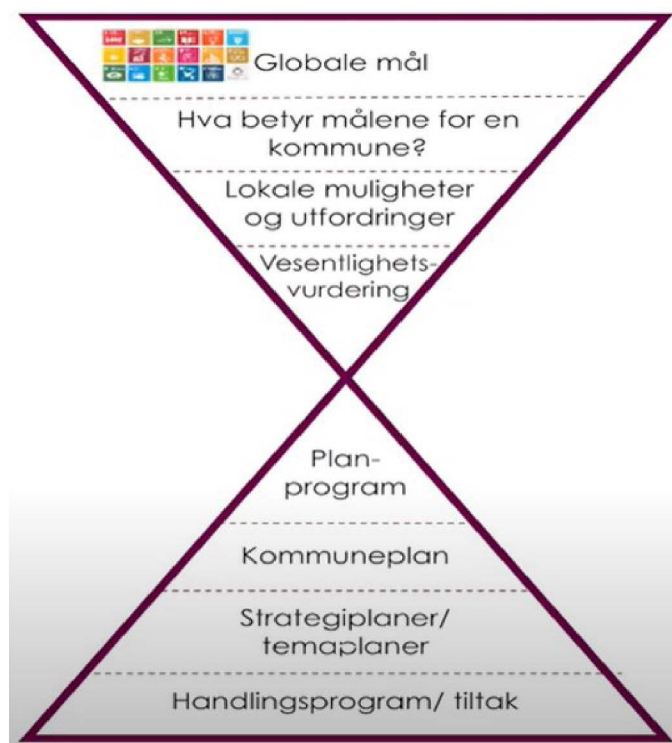 Globale mål
Hva betyr målene for en
kommune?
Lokale muligheter
og utfordringer
Vesentlighets-
vurdering
Plan-
program
Kommuneplan
Strategiplaner/
temaplaner
Handlingsprogram/ tiltak